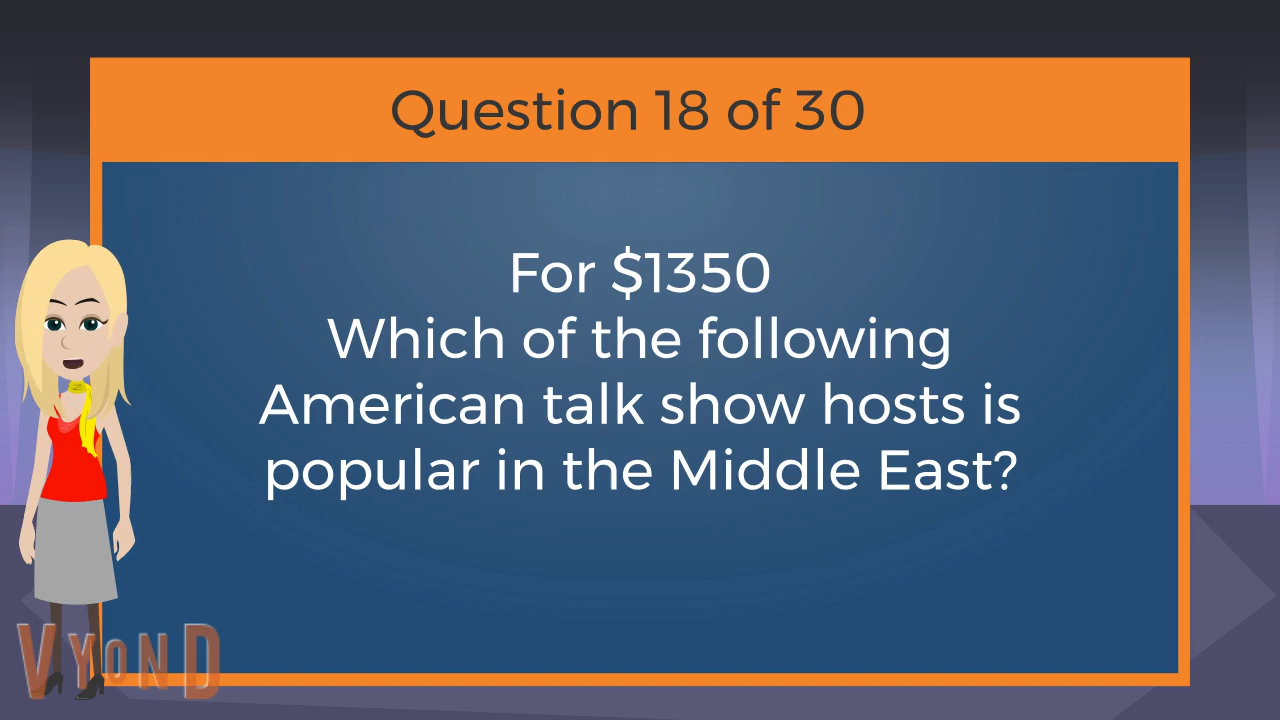 Question 18 of 30
For $1350
Which of the following
American talk show hosts is
popular in the Middle East?
VYOND